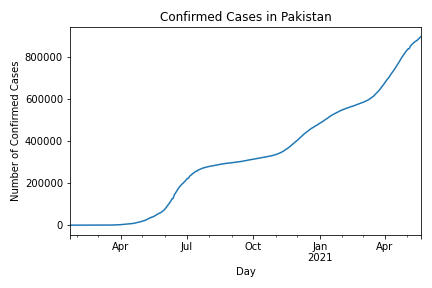 Confirmed Cases in Pakistan
Number of Confirmed Cases
800000
600000
400000
200000
0
Apr
Jul
Oct
Jan
2021
Apr
Day